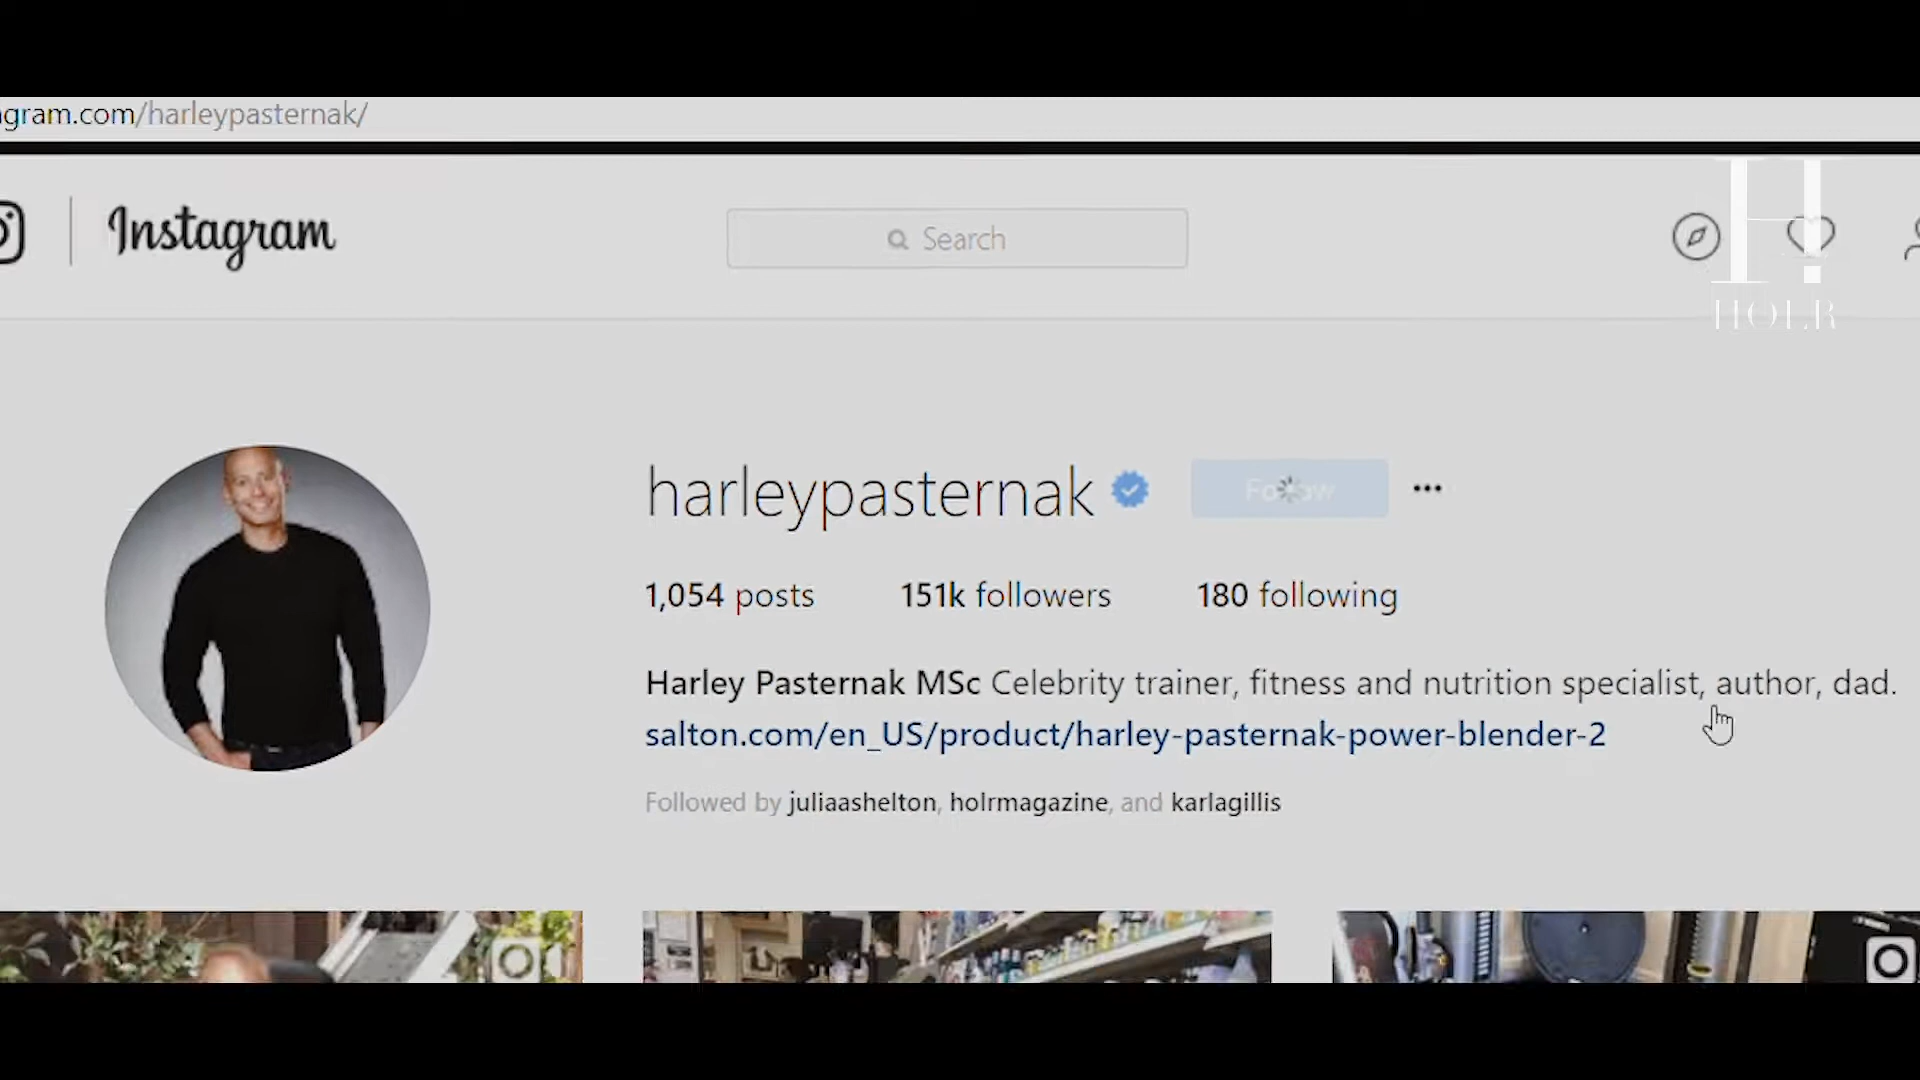 gram.com/harleypasternak/
Instagram
Search
HOLR
harleypasternak
Follow
1,054 posts 151k followers 180 following
Harley Pasternak MSc Celebrity trainer, fitness and nutrition specialist, author, dad.
salton.com/en_US/product/harley-pasternak-power-blender-2
Followed by juliaashelton, holrmagazine, and karlagillis